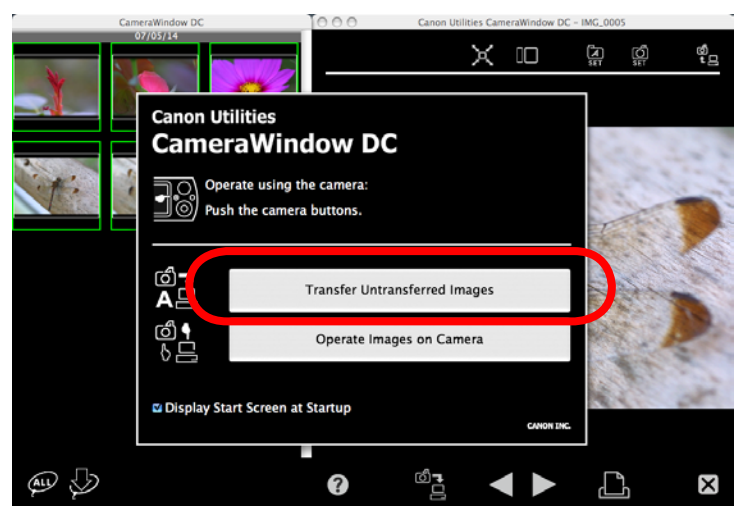 CameraWindow DC
07/05/14
Canon Utilities CameraWindow DC - IMG_0005
SET
SET
Canon Utilities
CameraWindow DC
Operate using the camera:
Push the camera buttons.
A
Transfer Untransferred Images
Operate Images on Camera
Display Start Screen at
Startup
CANON INC.
ALL
?